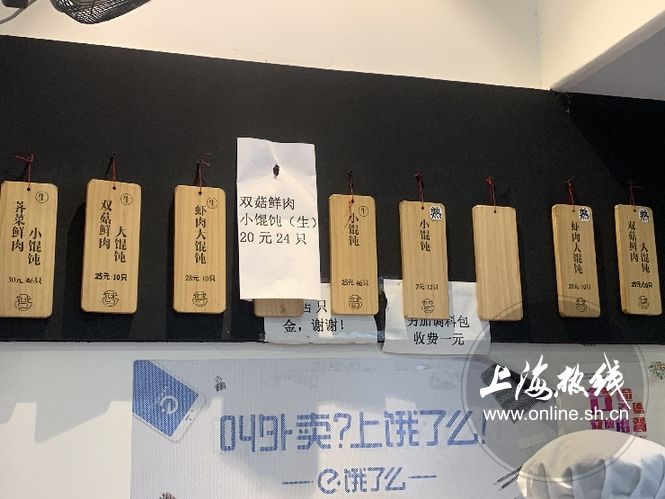 荠菜鲜肉
小馄饨
30元 46只
生
双菇鲜肉
大馄饨
25元 10只
生
虾肉大馄饨
28元 10只
双菇鲜肉
小馄饨（生）
20 元 24 只
生
小馄饨
25元 46只
熟
小馄饨
7元 12只
熟
虾肉大馄饨
25元 10只
熟
双菇鲜肉
大馄饨
25元 10只
店 只
金，谢谢！
另加调料包
收费一元
叫外卖?上饿了么!
饿了么
上海热线
www.online.sh.cn